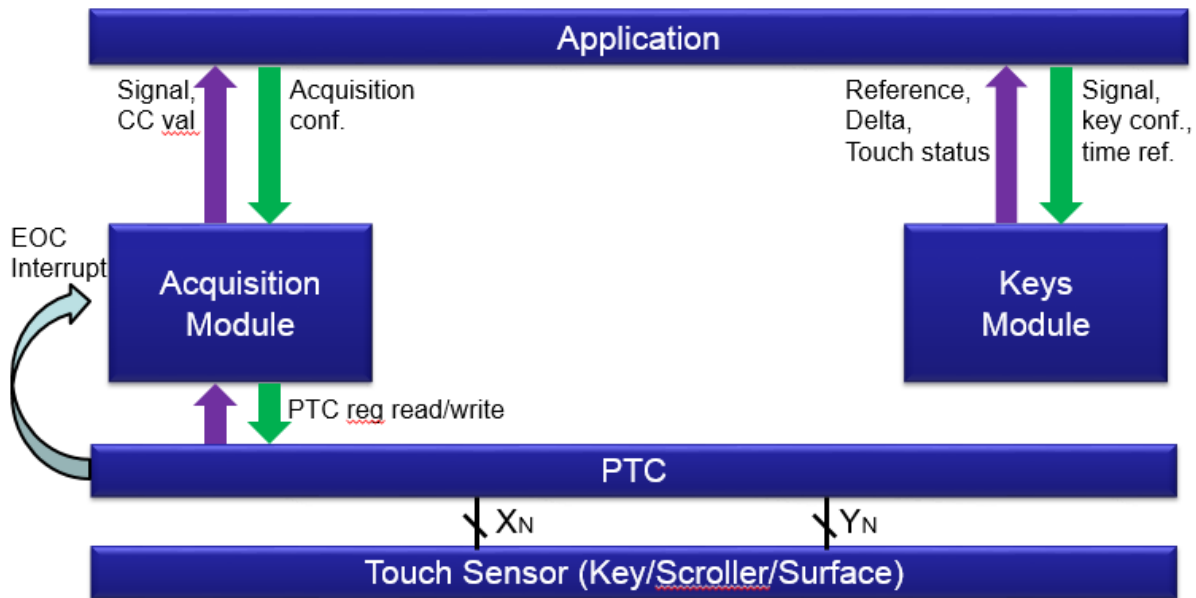 Application
Signal,
CC val
Acquisition
conf.
Reference,
Delta,
Touch status
Signal,
key conf.,
time ref.
EOC
Interrupt
Acquisition
Module
Keys
Module
PTC reg read/write
PTC
XN
YN
Touch Sensor (Key/Scroller/Surface)